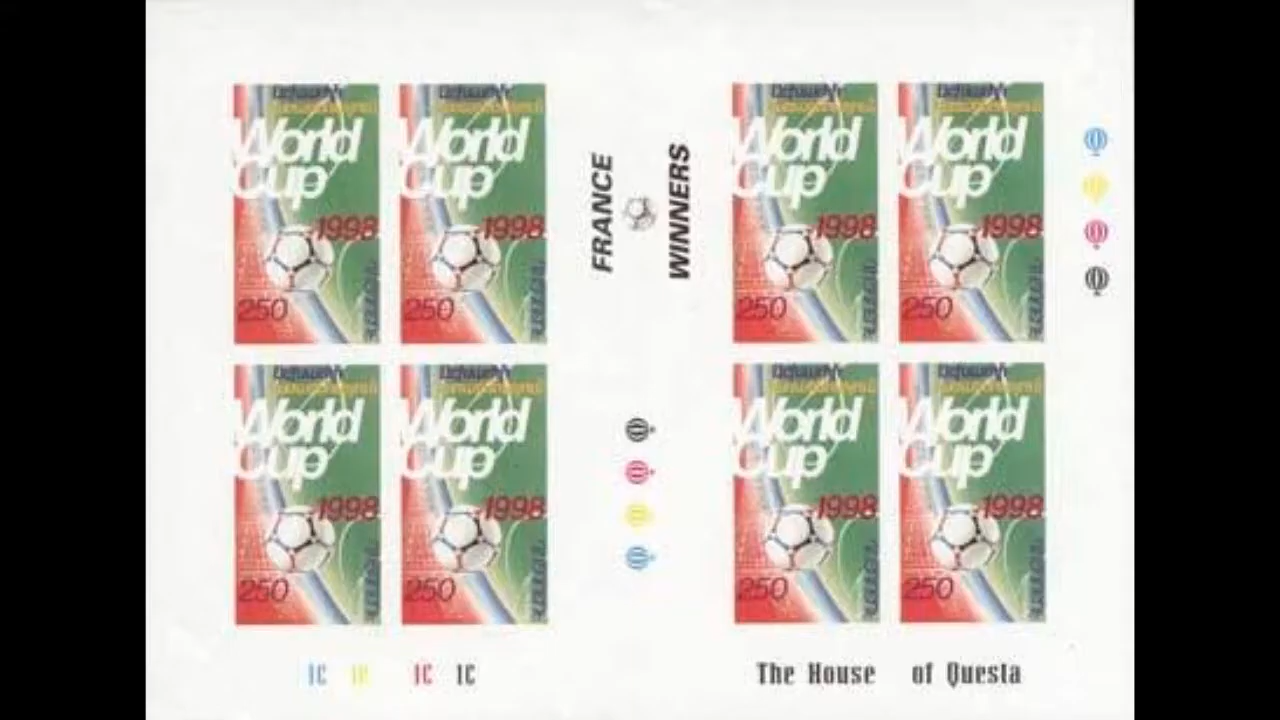 World World World World
Cup Cup Cup Cup
1998 1998 1998 1998
250 250 250 250
FRANCE
WINNERS
World World World World
Cup Cup Cup Cup
1998 1998 1998 1998
250 250 250 250
1C 1C 1C 1C
The House of Questa